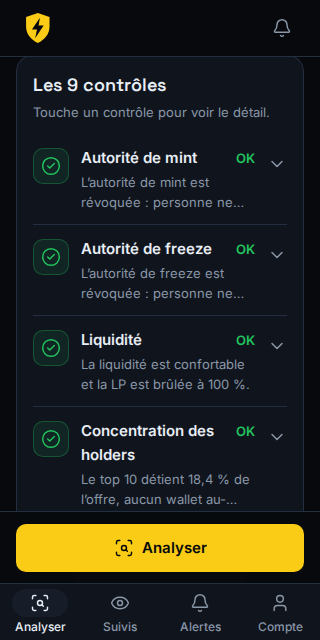 Les 9 contrôles
Touche un contrôle pour voir le détail.
Autorité de mint OK
L'autorité de mint est
révoquée : personne ne…
Autorité de freeze OK
L'autorité de freeze est
révoquée : personne ne…
Liquidité OK
La liquidité est confortable
et la LP est brûlée à 100 %.
Concentration des OK
holders
Le top 10 détient 18,4 % de
l'offre, aucun wallet au-…
Analyser
Analyser Suivis Alertes Compte